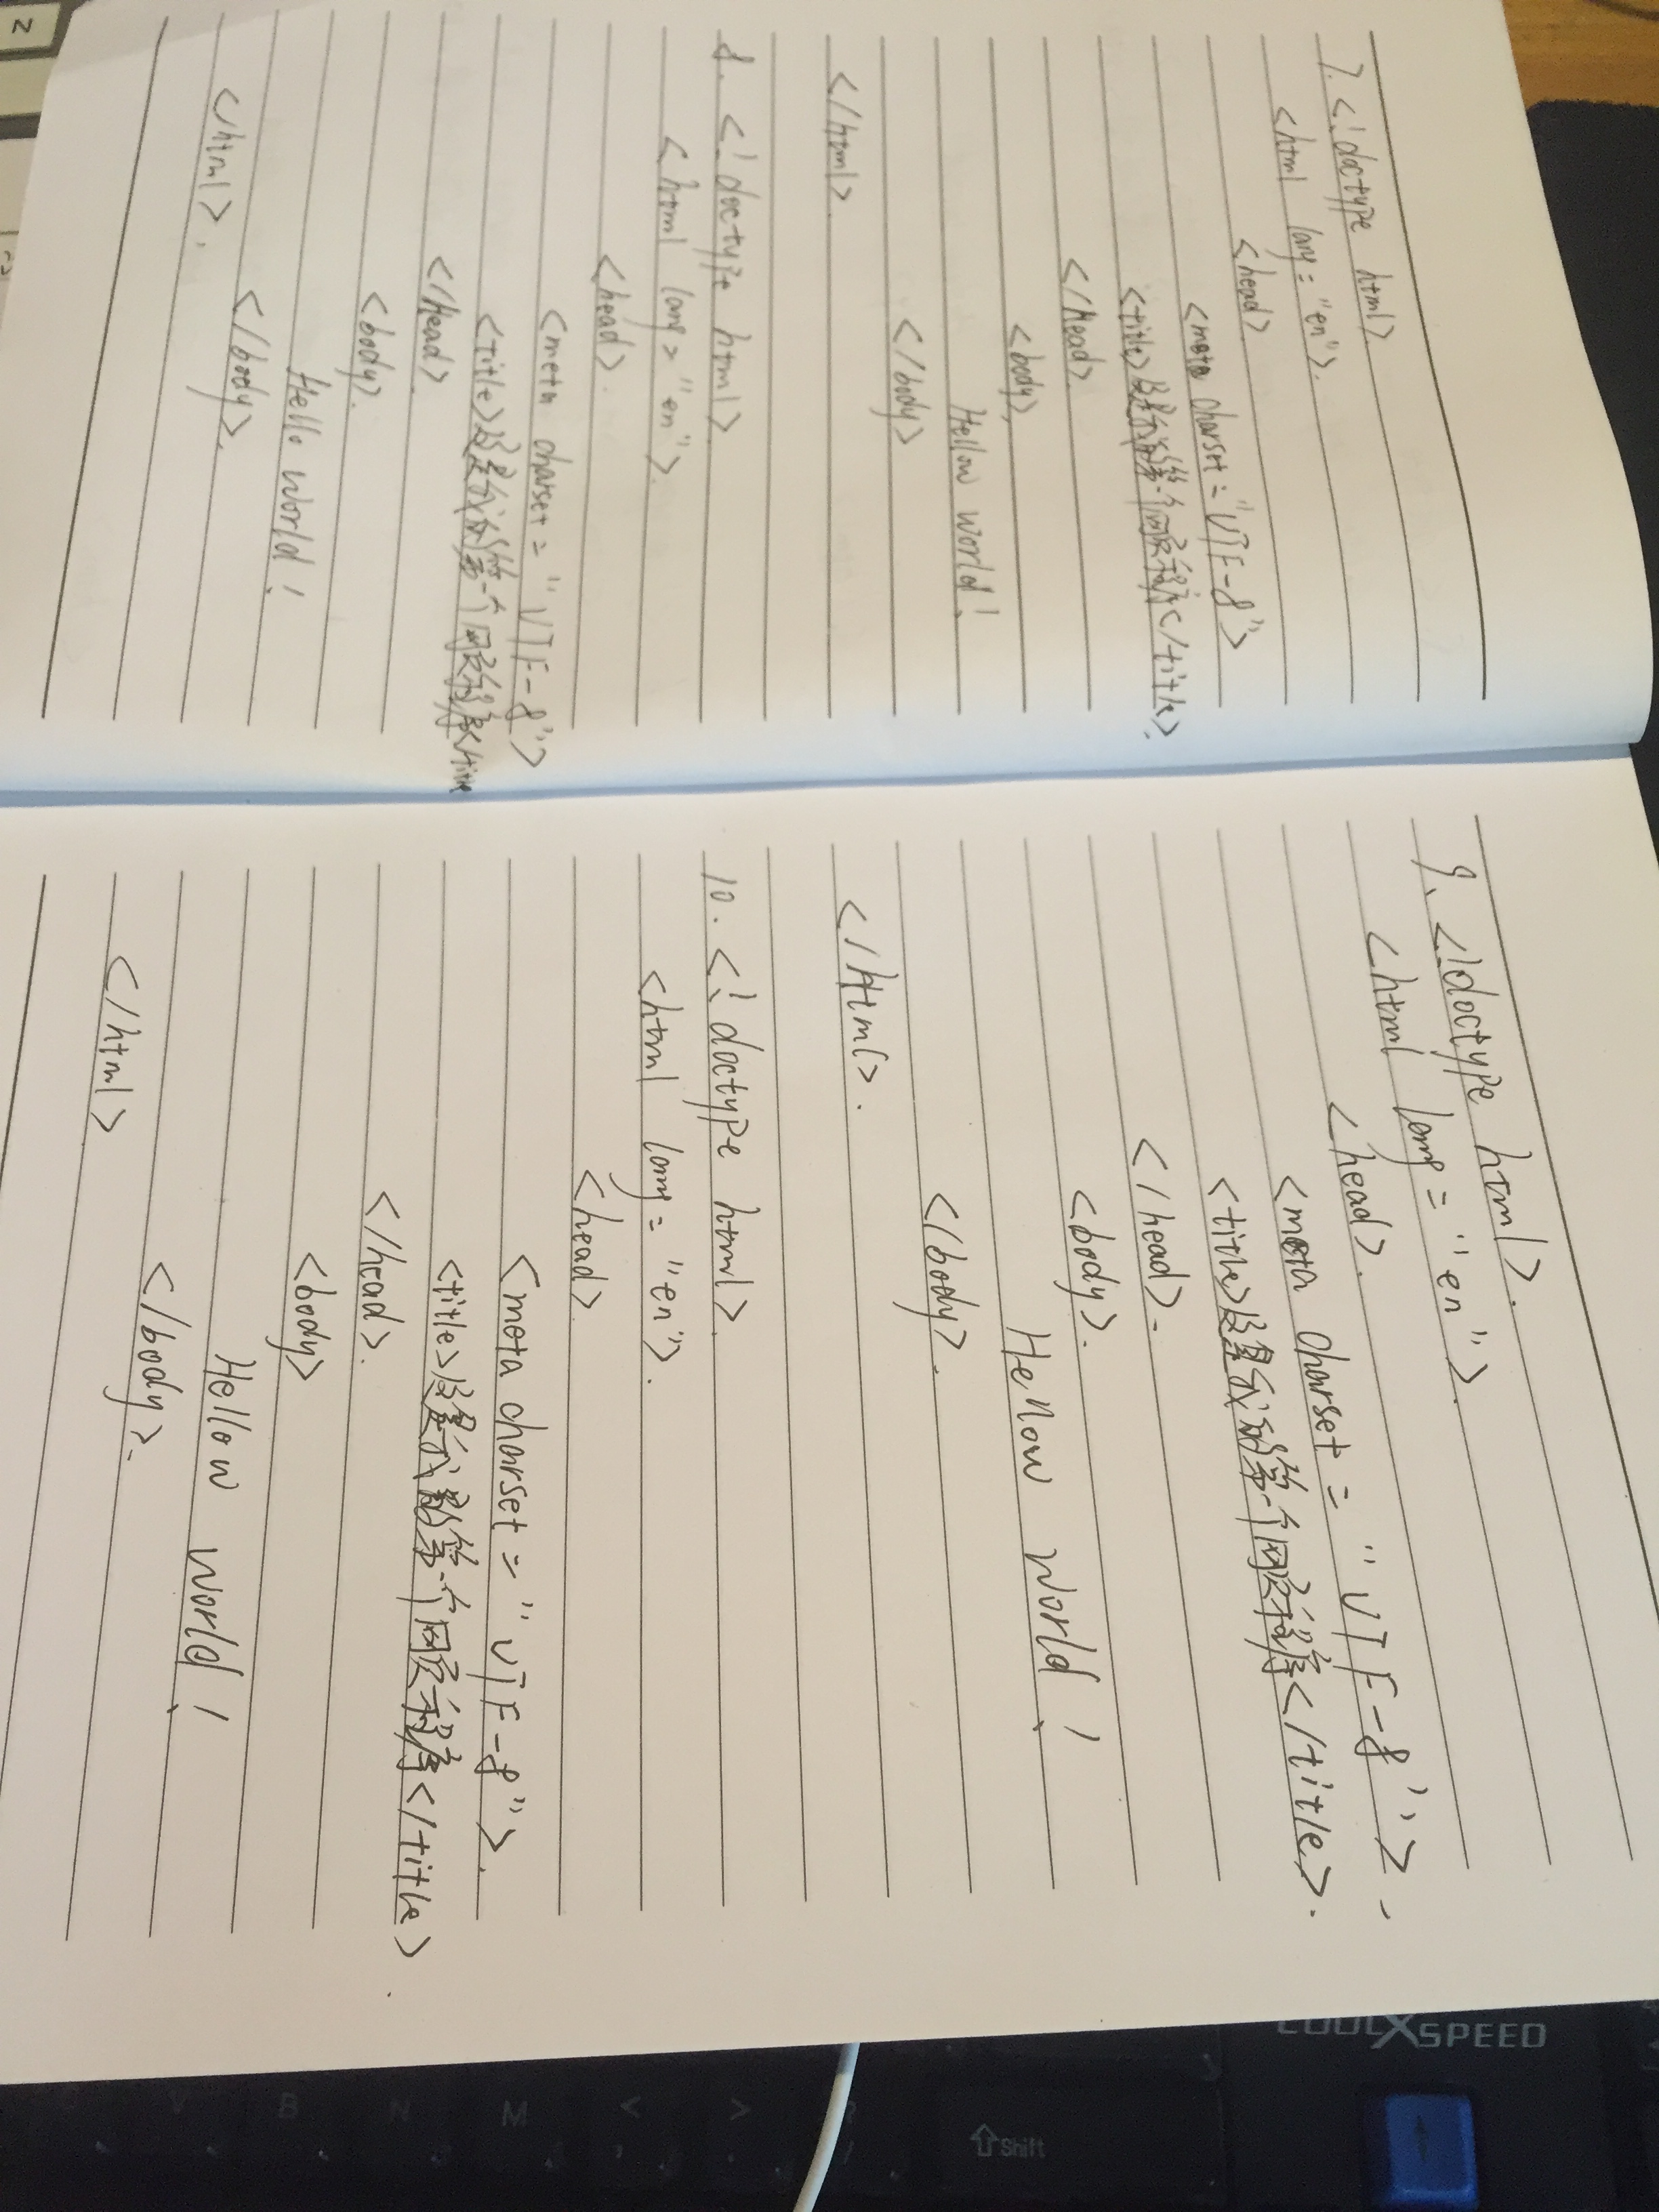 7. <!doctype html>
<html lang = "en">.
<head>
<meta charset = "UTF-8">
<title>这是我的第一个网页程序</title>.
</Head>
<body>
Hellow world!
</body>
</html>.
8. <!doctype html>
<html lang = "en">.
<head>.
<meta charset = "UTF-8">
<title>这是我的第一个网页程序<title
</Head>.
<body>.
Hello world!
</body>.
</html>.
9、<!doctype html>.
<html lang = "en">.
<head>.
<meta charset = "UTF-8">.
<title>这是我的第一个网页程序</title>.
</head>.
<body>.
Hellow world!
</body>.
</html>.
10. <!doctype html>.
<html lang = "en">.
<head>
<meta charset = "UTF-8">.
<title>这是我的第一个网页程序</title>.
</head>.
<body>
Hellow world!
</body>.
</html>
COOLXSPEED
Z
V B N M < >
Shift